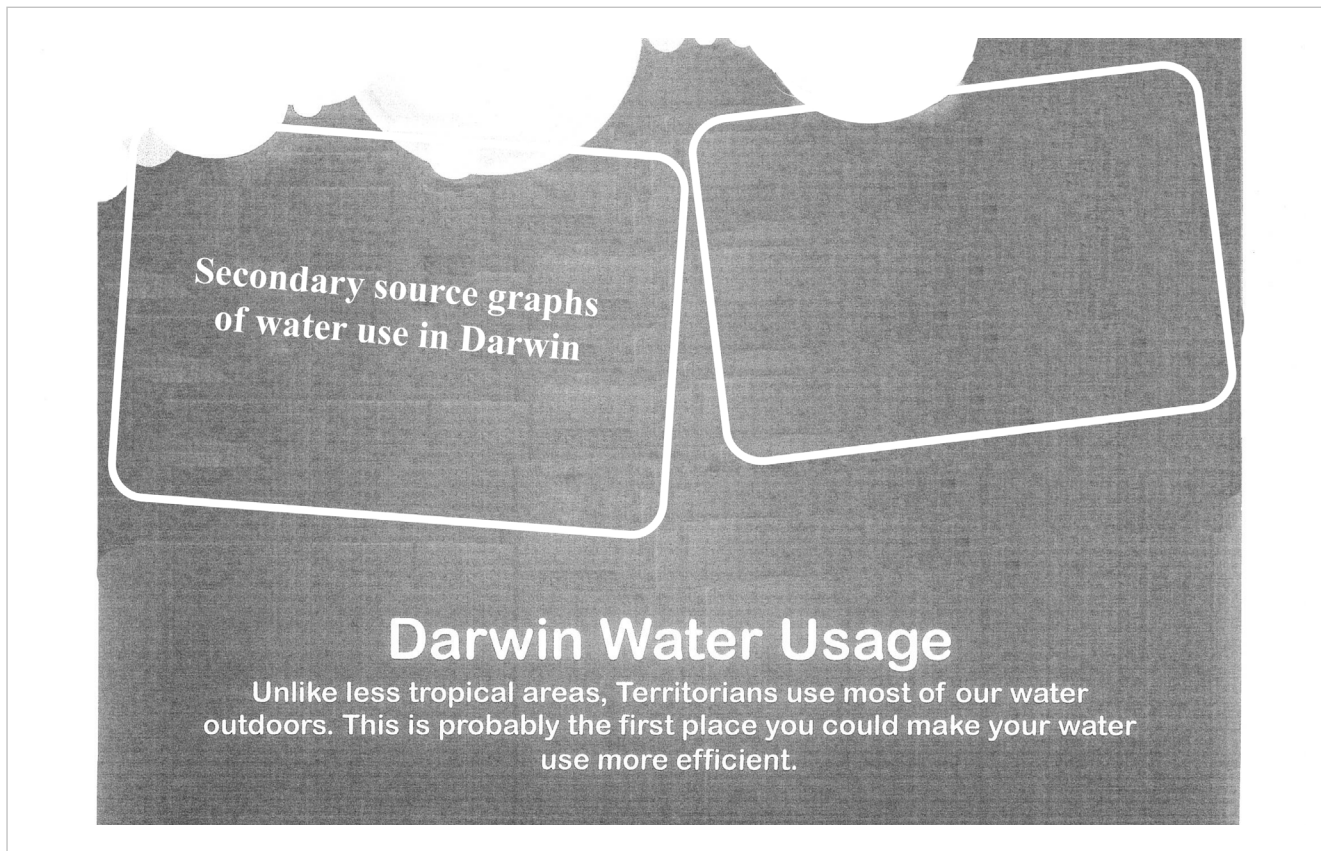 Secondary source graphs
of water use in Darwin
Darwin Water Usage
Unlike less tropical areas, Territorians use most of our water
outdoors. This is probably the first place you could make your water
use more efficient.